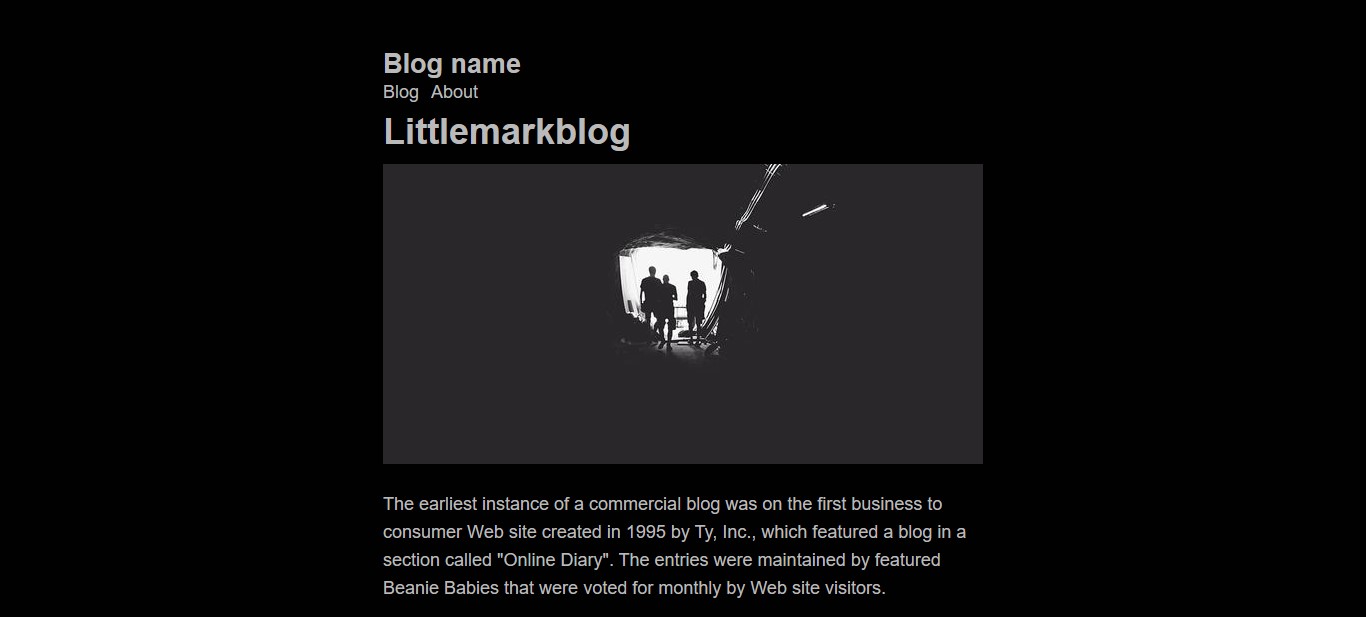 Blog name
Blog About
Littlemarkblog
The earliest instance of a commercial blog was on the first business to
consumer Web site created in 1995 by Ty, Inc., which featured a blog in a
section called "Online Diary". The entries were maintained by featured
Beanie Babies that were voted for monthly by Web site visitors.